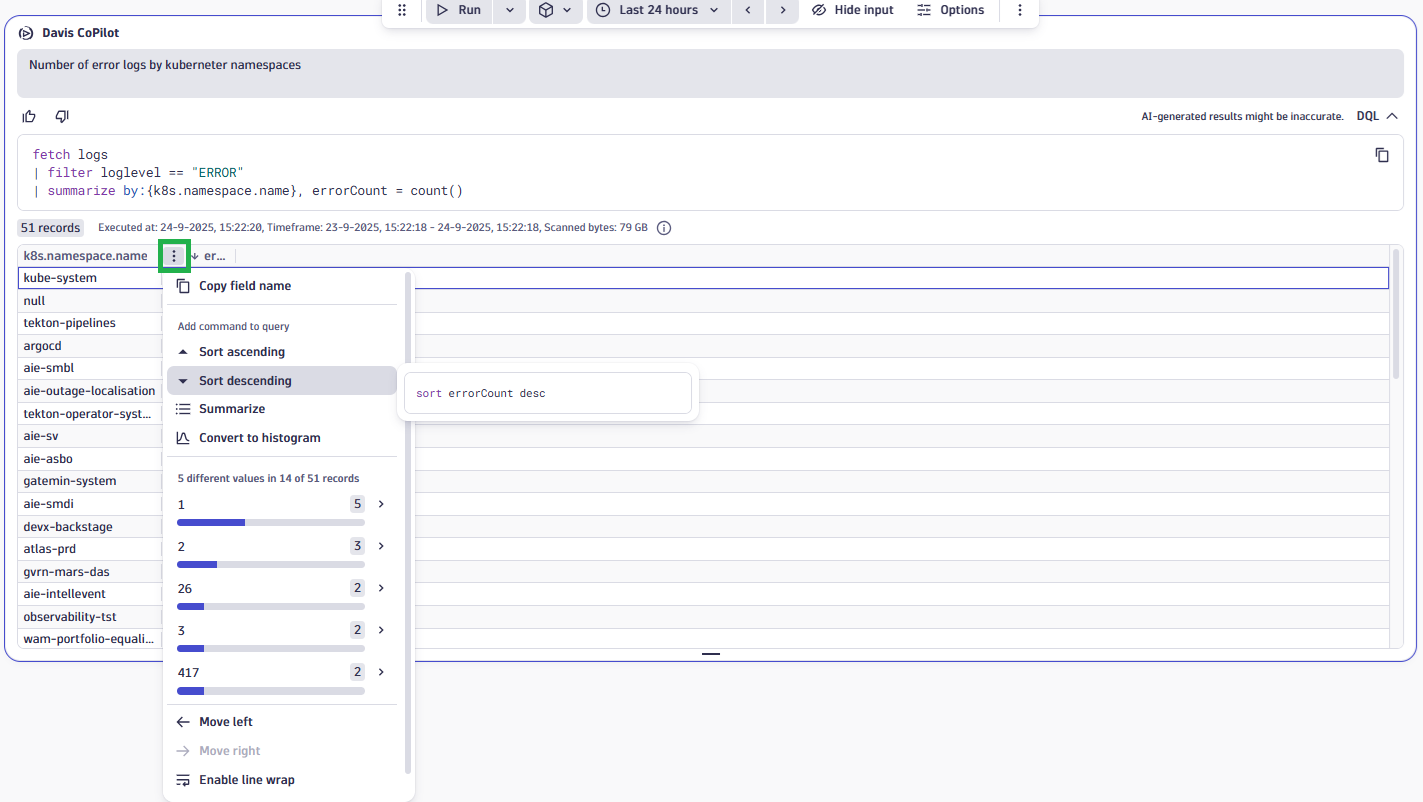 Run
Last 24 hours
Hide input
Options
Davis CoPilot
Number of error logs by kuberneter namespaces
AI-generated results might be inaccurate.
DQL
fetch logs
| filter loglevel == "ERROR"
| summarize by:{k8s.namespace.name}, errorCount = count()
51 records
Executed at: 24-9-2025, 15:22:20, Timeframe: 23-9-2025, 15:22:18 - 24-9-2025, 15:22:18, Scanned bytes: 79 GB
k8s.namespace.name
er...
kube-system
null
tekton-pipelines
argocd
aie-smbl
aie-outage-localisation
tekton-operator-syst...
aie-sv
aie-asbo
gatemin-system
aie-smdi
devx-backstage
atlas-prd
gvrn-mars-das
aie-intellevent
observability-tst
wam-portfolio-equali...
Copy field name
Add command to query
Sort ascending
Sort descending
sort errorCount desc
Summarize
Convert to histogram
5 different values in 14 of 51 records
1 5
2 3
26 2
3 2
417 2
Move left
Move right
Enable line wrap